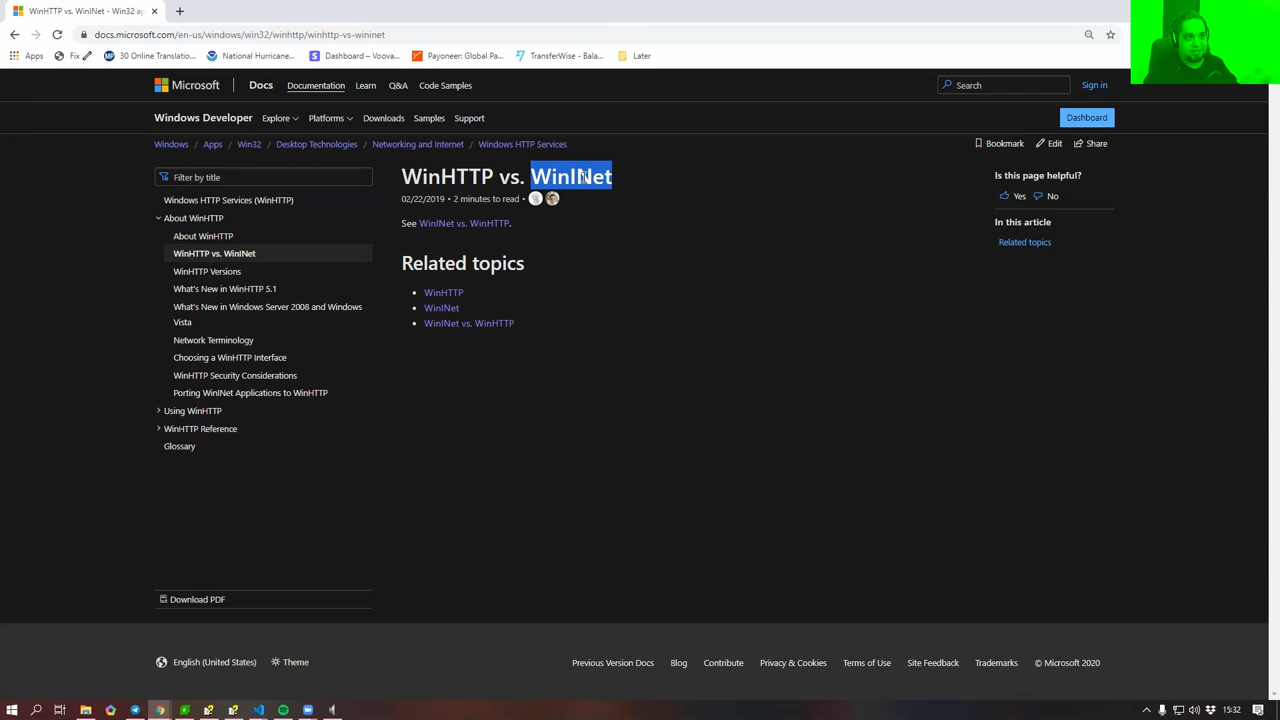 WinHTTP vs. WinINet - Win32 ap
docs.microsoft.com/en-us/windows/win32/winhttp/winhttp-vs-wininet
Apps
Fix
30 Online Translatio...
National Hurricane...
Dashboard – Voova...
Payoneer: Global Pa...
TransferWise - Bala...
Later
Microsoft
Docs
Documentation
Learn
Q&A
Code Samples
Search
Sign in
Windows Developer
Explore
Platforms
Downloads
Samples
Support
Dashboard
Windows / Apps / Win32 / Desktop Technologies / Networking and Internet / Windows HTTP Services
Bookmark
Edit
Share
Filter by title
Windows HTTP Services (WinHTTP)
About WinHTTP
About WinHTTP
WinHTTP vs. WinINet
WinHTTP Versions
What's New in WinHTTP 5.1
What's New in Windows Server 2008 and Windows
Vista
Network Terminology
Choosing a WinHTTP Interface
WinHTTP Security Considerations
Porting WinINet Applications to WinHTTP
Using WinHTTP
WinHTTP Reference
Glossary
Download PDF
WinHTTP vs. WinINet
02/22/2019 • 2 minutes to read •
See WinINet vs. WinHTTP.
Related topics
• WinHTTP
• WinINet
• WinINet vs. WinHTTP
Is this page helpful?
Yes
No
In this article
Related topics
English (United States)
Theme
Previous Version Docs
Blog
Contribute
Privacy & Cookies
Terms of Use
Site Feedback
Trademarks
© Microsoft 2020
15:32